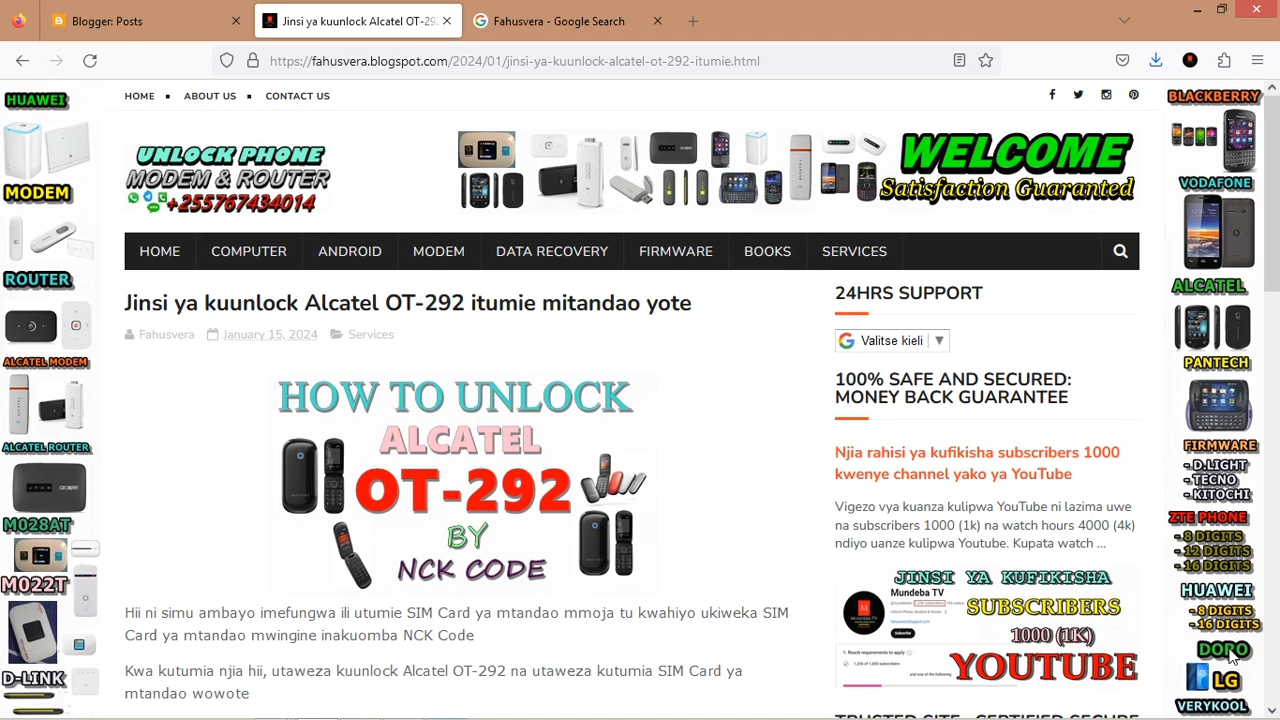 Blogger: Posts
Jinsi ya kuunlock Alcatel OT-29
Fahusvera - Google Search
https://fahusvera.blogspot.com/2024/01/jinsi-ya-kuunlock-alcatel-ot-292-itumie.html
HOME
ABOUT US
CONTACT US
UNLOCK PHONE
MODEM & ROUTER
+255767434014
WELCOME
Satisfaction Guaranted
HOME
COMPUTER
ANDROID
MODEM
DATA RECOVERY
FIRMWARE
BOOKS
SERVICES
Jinsi ya kuunlock Alcatel OT-292 itumie mitandao yote
Fahusvera
January 15, 2024
Services
HOW TO UNLOCK
ALCATEL
OT-292
BY
NCK CODE
Hii ni simu ambayo imefungwa ili utumie SIM Card ya mtandao mmoja tu kwahiyo ukiweka SIM
Card ya mtandao mwingine inakuomba NCK Code
Kwa kutumia njia hii, utaweza kuunlock Alcatel OT-292 na utaweza kutumia SIM Card ya
mtandao wowote
24HRS SUPPORT
Valitse kieli
100% SAFE AND SECURED:
MONEY BACK GUARANTEE
Njia rahisi ya kufikisha subscribers 1000
kwenye channel yako ya YouTube
Vigezo vya kuanza kulipwa YouTube ni lazima uwe
na subscribers 1000 (1k) na watch hours 4000 (4k)
ndiyo uanze kulipwa Youtube. Kupata watch ...
JINSI YA KUFIKISHA
Mundeba TV
SUBSCRIBERS
1000 (1K)
YOUTUBE
Subscribe
TRUSTED SITE - CERTIFIED SECURE
HUAWEI
MODEM
ROUTER
ALCATEL MODEM
ALCATEL ROUTER
M028AT
M022T
D-LINK
BLACKBERRY
VODAFONE
ALCATEL
PANTECH
FIRMWARE
- D.LIGHT
- TECNO
- KITOCHI
ZTE PHONE
- 8 DIGITS
- 12 DIGITS
- 16 DIGITS
HUAWEI
- 8 DIGITS
- 16 DIGITS
DORO
LG
VERYKOOL